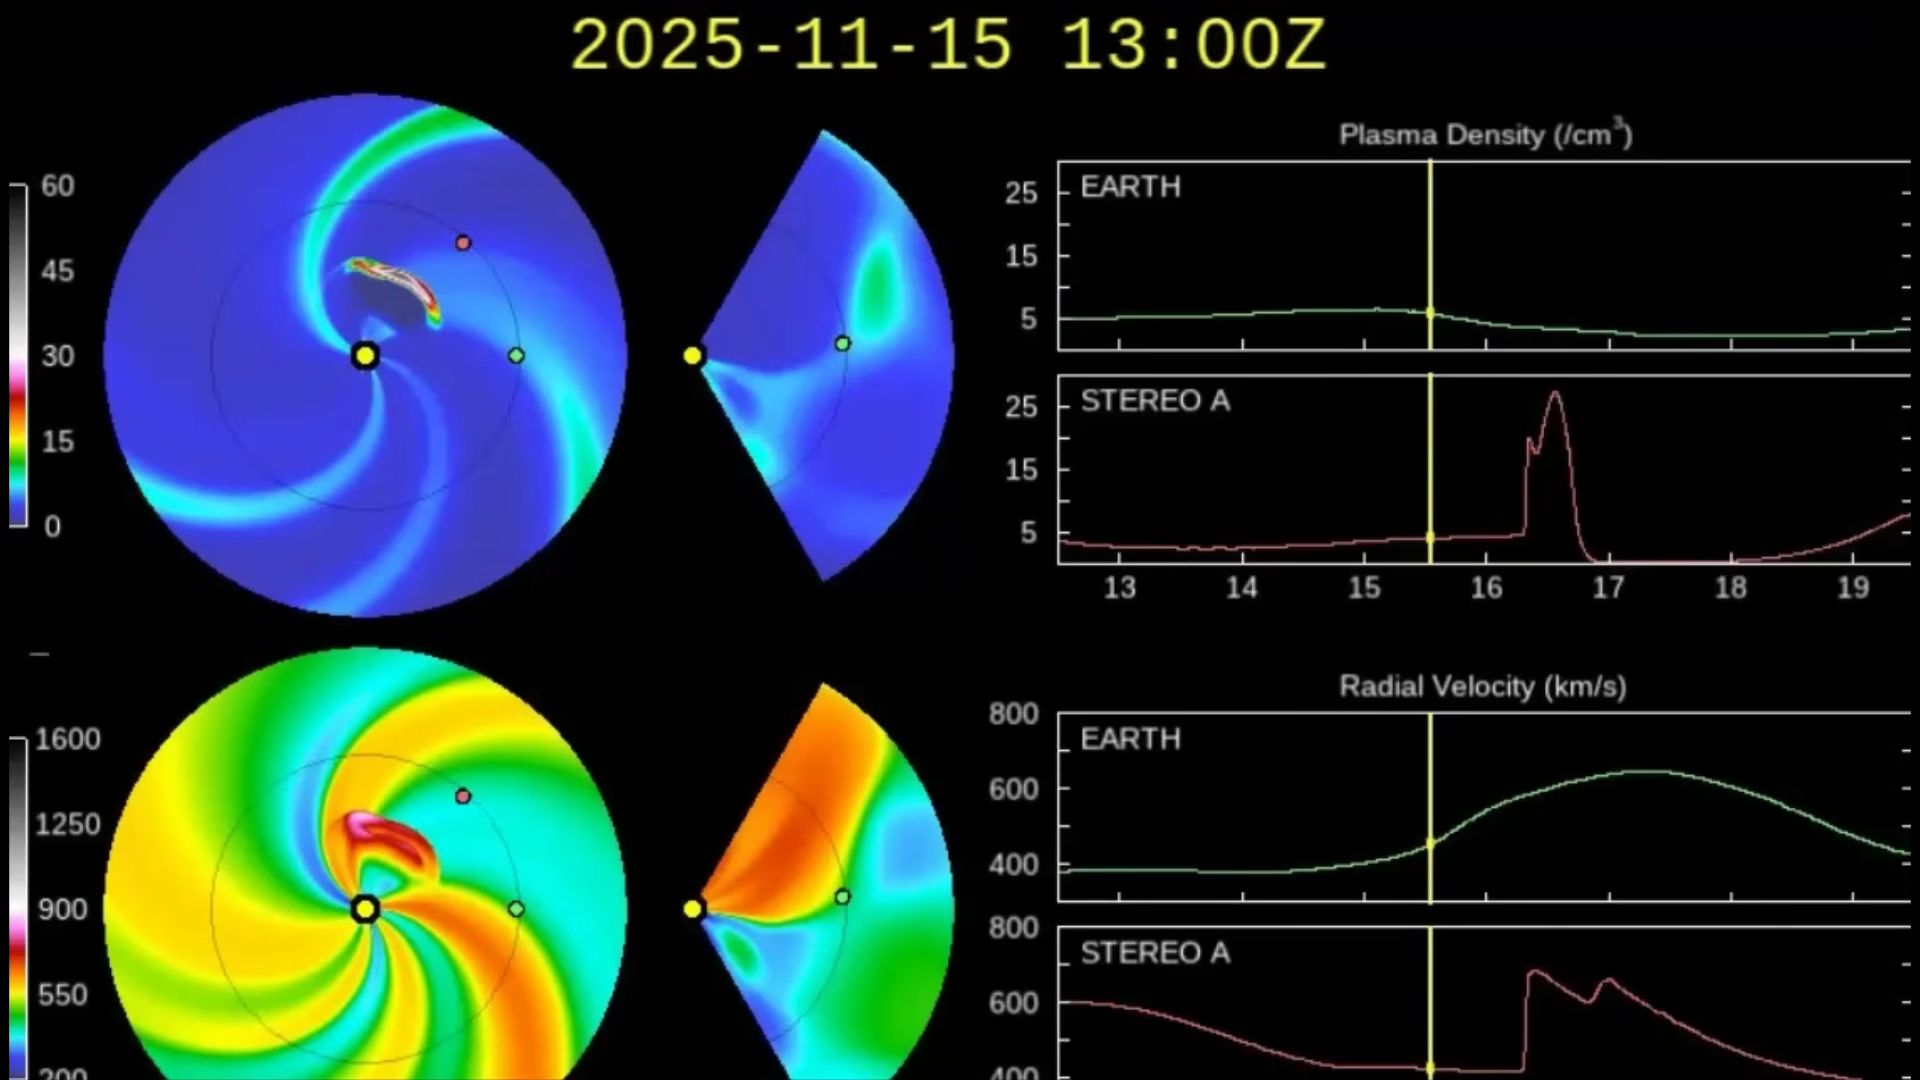 2025-11-15 13:00Z
60
45
30
15
0
Plasma Density (/cm³)
EARTH
25
15
5
STEREO A
25
15
5
13 14 15 16 17 18 19
1600
1250
900
550
200
Radial Velocity (km/s)
800
EARTH
600
400
800
STEREO A
600
400